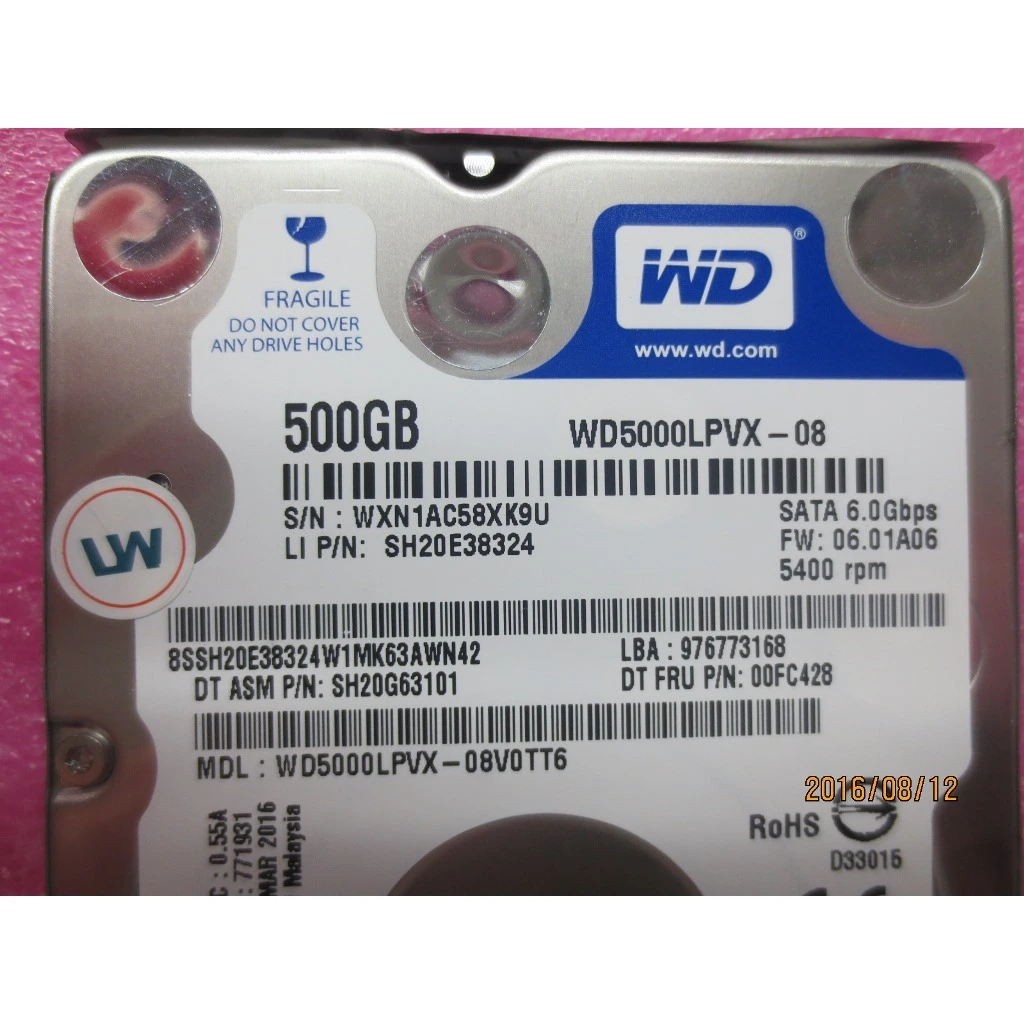 FRAGILE
DO NOT COVER
ANY DRIVE HOLES
WD®
www.wd.com
500GB
WD5000LPVX-08
S/N : WXN1AC58XK9U
LI P/N: SH20E38324
SATA 6.0Gbps
FW: 06.01A06
5400 rpm
LW
8SSH20E38324W1MK63AWN42
DT ASM P/N: SH20G63101
LBA : 976773168
DT FRU P/N: 00FC428
MDL : WD5000LPVX-08V0TT6
2016/08/12
RoHS
D33015
C : 0.55A
: 771931
MAR 2016
Malaysia